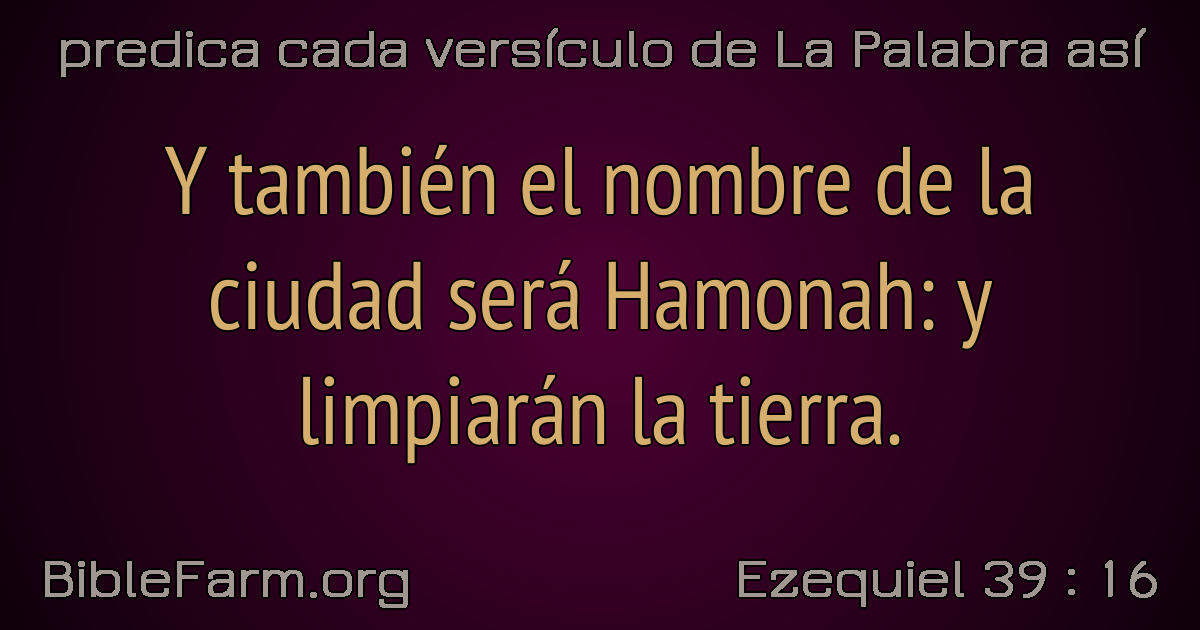 predica cada versículo de La Palabra así
Y también el nombre de la
ciudad será Hamonah: y
limpiarán la tierra.
BibleFarm.org
Ezequiel 39 : 16